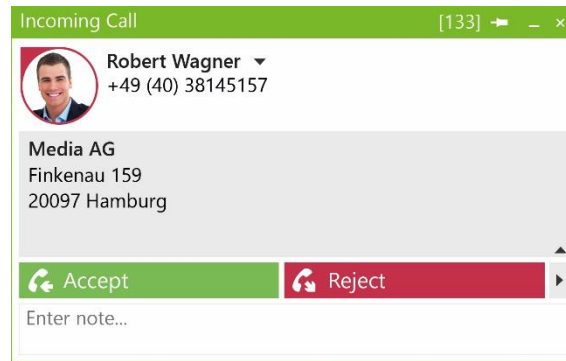 Incoming Call [133]
Robert Wagner
+49 (40) 38145157
Media AG
Finkenau 159
20097 Hamburg
Accept Reject
Enter note...